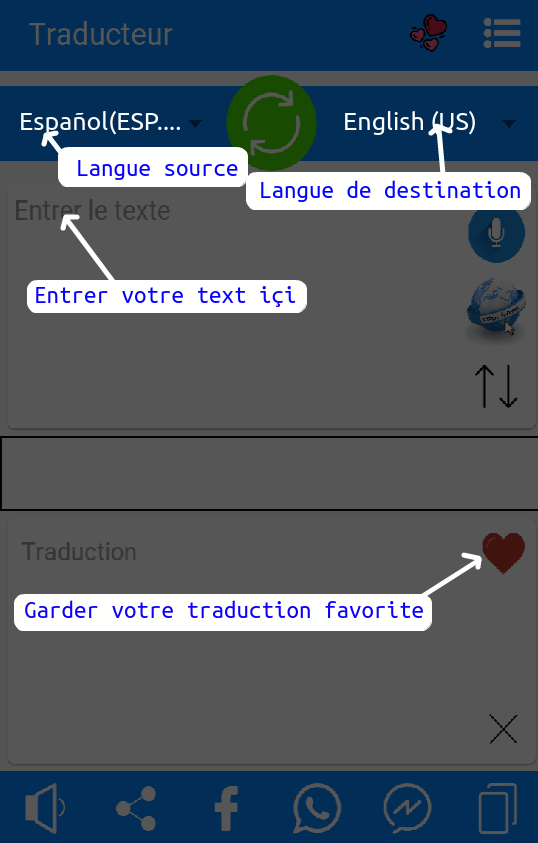 Traducteur
Español(ESP....
English (US)
Langue source
Langue de destination
Entrer le texte
Entrer votre text içi
Traduction
Garder votre traduction favorite